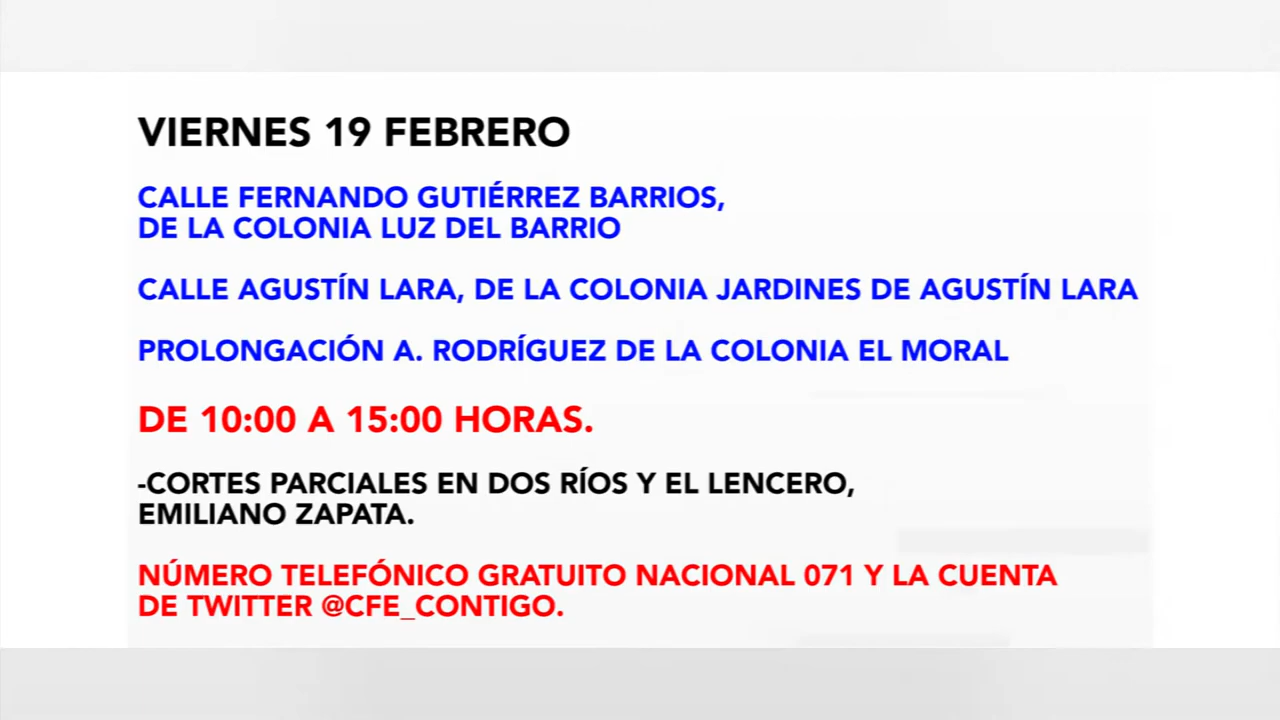 VIERNES 19 FEBRERO
CALLE FERNANDO GUTIÉRREZ BARRIOS,
DE LA COLONIA LUZ DEL BARRIO
CALLE AGUSTÍN LARA, DE LA COLONIA JARDINES DE AGUSTÍN LARA
PROLONGACIÓN A. RODRÍGUEZ DE LA COLONIA EL MORAL
DE 10:00 A 15:00 HORAS.
-CORTES PARCIALES EN DOS RÍOS Y EL LENCERO,
EMILIANO ZAPATA.
NÚMERO TELEFÓNICO GRATUITO NACIONAL 071 Y LA CUENTA
DE TWITTER @CFE_CONTIGO.